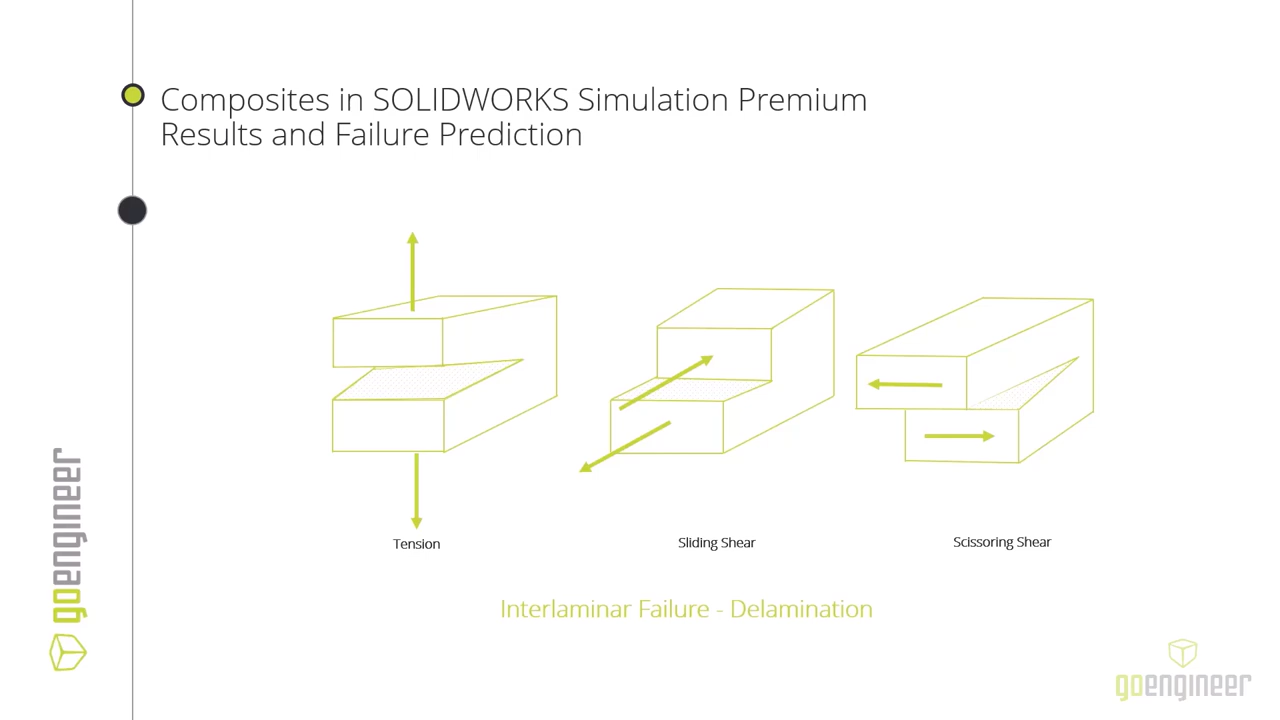 Composites in SOLIDWORKS Simulation Premium
Results and Failure Prediction
Tension
Sliding Shear
Scissoring Shear
Interlaminar Failure - Delamination
goengineer
goengineer